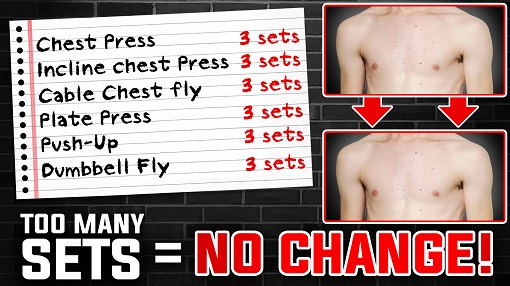 Chest Press 3 sets
Incline chest Press 3 sets
Cable Chest fly 3 sets
Plate Press 3 sets
Push-Up 3 sets
Dumbbell Fly 3 sets
TOO MANY
SETS = NO CHANGE!